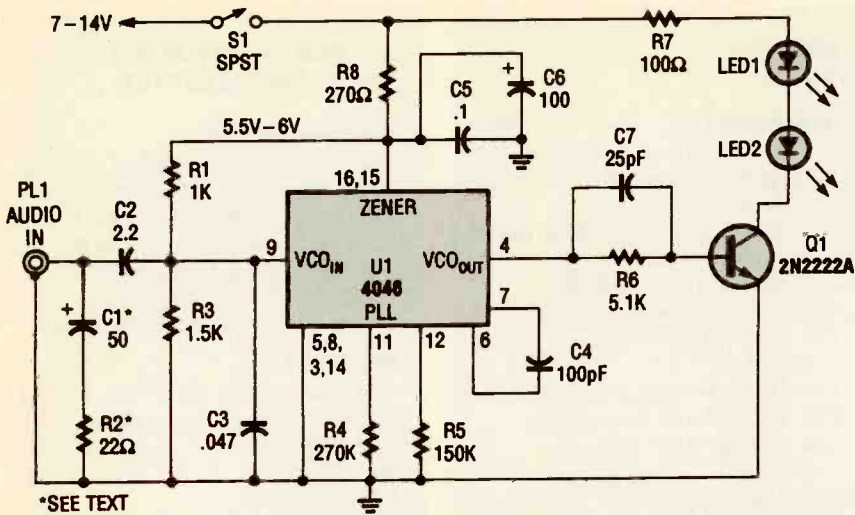 7–14V
S1
SPST
R8
270Ω
R7
100Ω
LED1
LED2
C5
.1
C6
100
+
5.5V–6V
R1
1K
PL1
AUDIO
IN
C2
2.2
+
C1*
50
R2*
22Ω
R3
1.5K
C3
.047
16,15
ZENER
9
VCOIN
U1
4046
PLL
VCOOUT
4
7
5,8,
3,14
11
12
6
R4
270K
R5
150K
C4
100pF
C7
25pF
R6
5.1K
Q1
2N2222A
*SEE TEXT